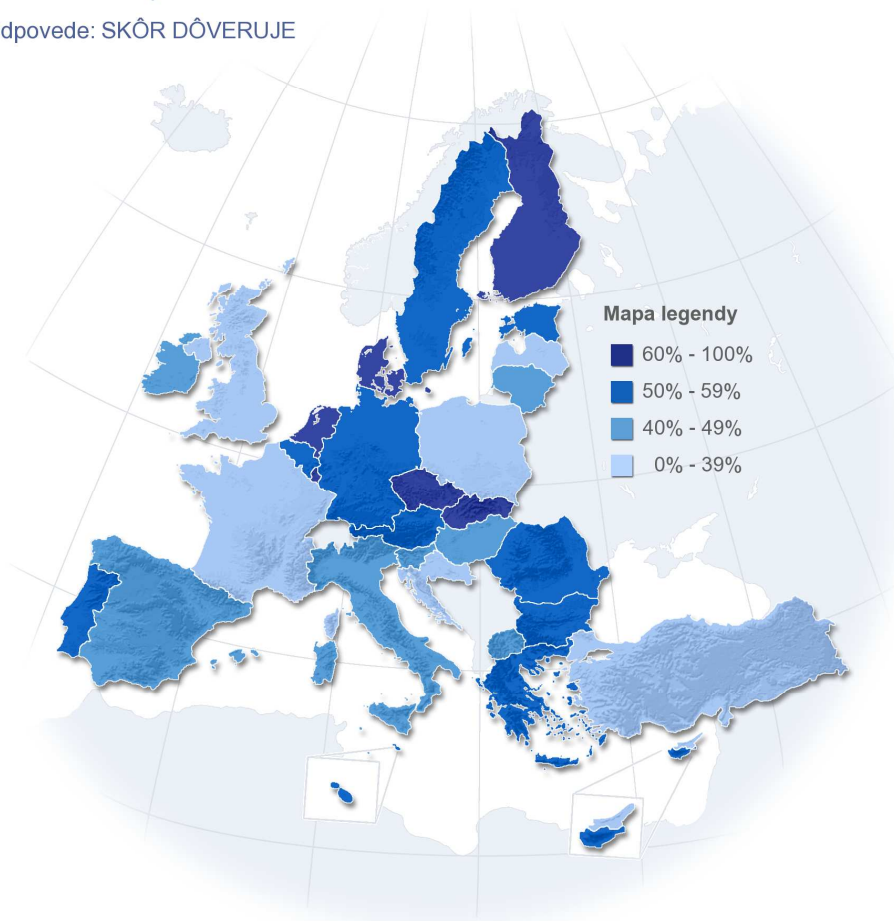 dpovede: SKÔR DÔVERUJE
Mapa legendy
60% - 100%
50% - 59%
40% - 49%
0% - 39%